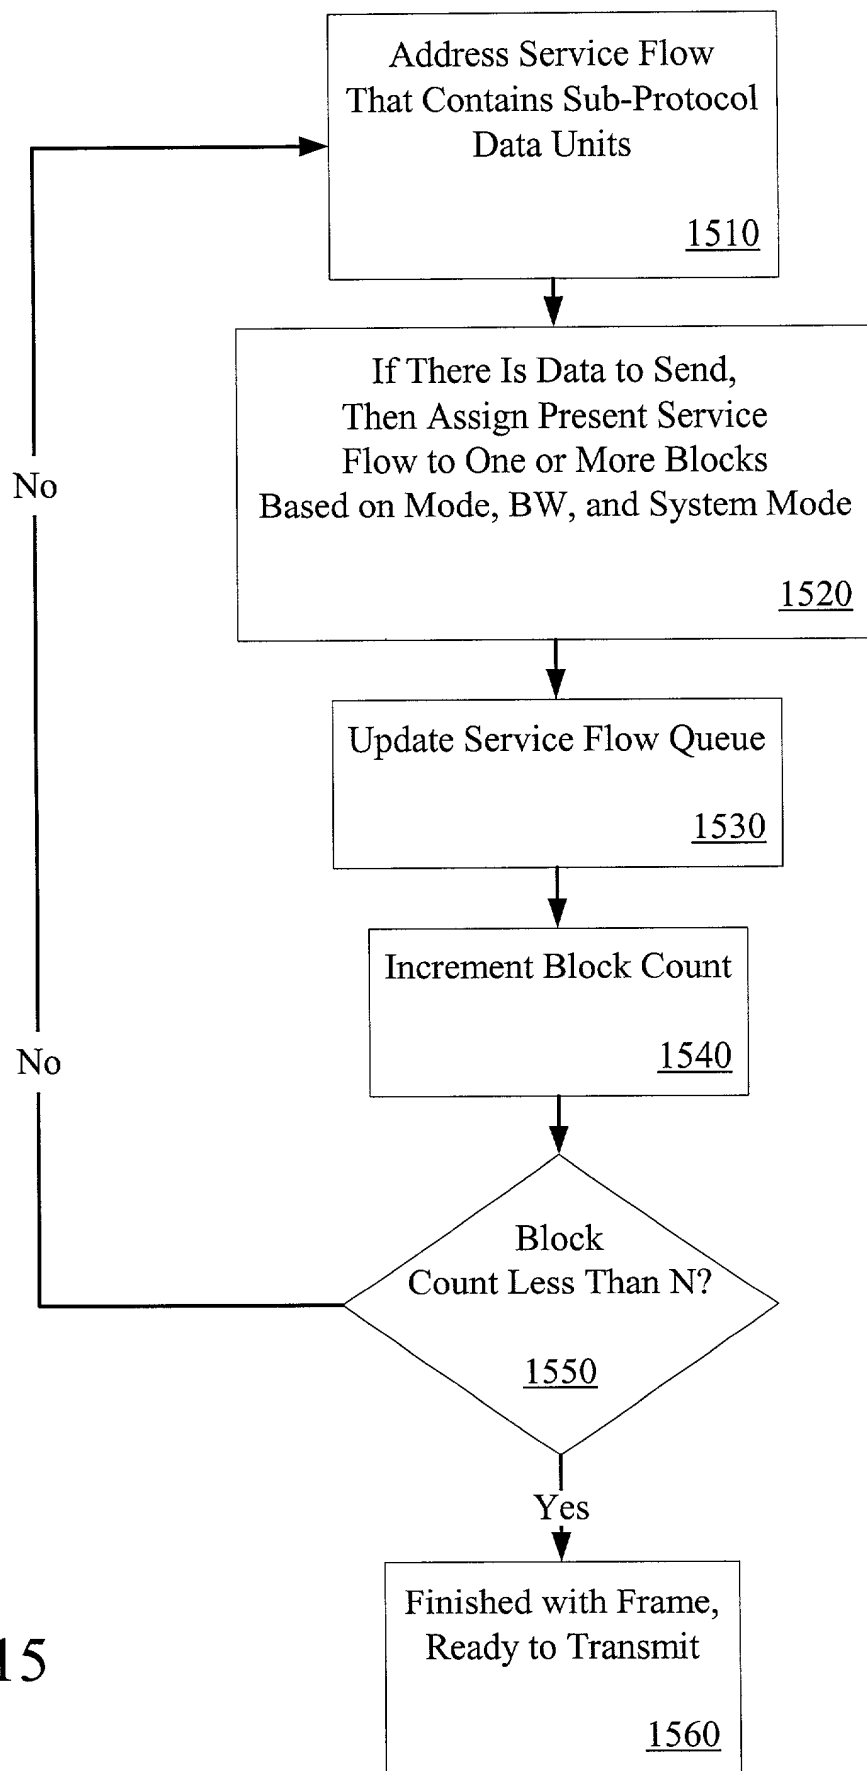 Address Service Flow
That Contains Sub-Protocol
Data Units
1510
If There Is Data to Send,
Then Assign Present Service
Flow to One or More Blocks
Based on Mode, BW, and System Mode
1520
No
Update Service Flow Queue
1530
Increment Block Count
1540
No
Block
Count Less Than N?
1550
Yes
Finished with Frame,
Ready to Transmit
1560
15